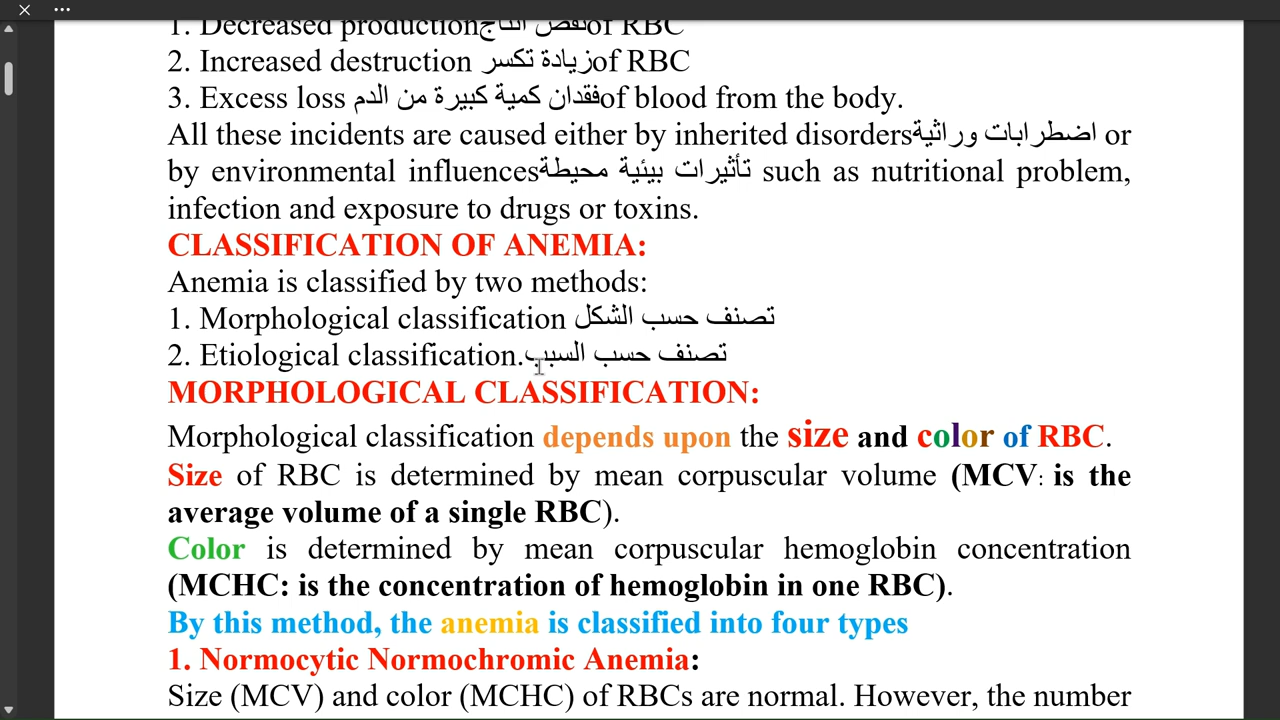 1. Decreased productionنقص انتاجof RBC
2. Increased destruction زيادة تكسرof RBC
3. Excess loss فقدان كمية كبيرة من الدمof blood from the body.
All these incidents are caused either by inherited disordersاضطرابات وراثية or
by environmental influencesتأثيرات بيئية محيطة such as nutritional problem,
infection and exposure to drugs or toxins.
CLASSIFICATION OF ANEMIA:
Anemia is classified by two methods:
1. Morphological classification تصنف حسب الشكل
2. Etiological classification.تصنف حسب السبب
MORPHOLOGICAL CLASSIFICATION:
Morphological classification depends upon the size and color of RBC.
Size of RBC is determined by mean corpuscular volume (MCV: is the
average volume of a single RBC).
Color is determined by mean corpuscular hemoglobin concentration
(MCHC: is the concentration of hemoglobin in one RBC).
By this method, the anemia is classified into four types
1. Normocytic Normochromic Anemia:
Size (MCV) and color (MCHC) of RBCs are normal. However, the number